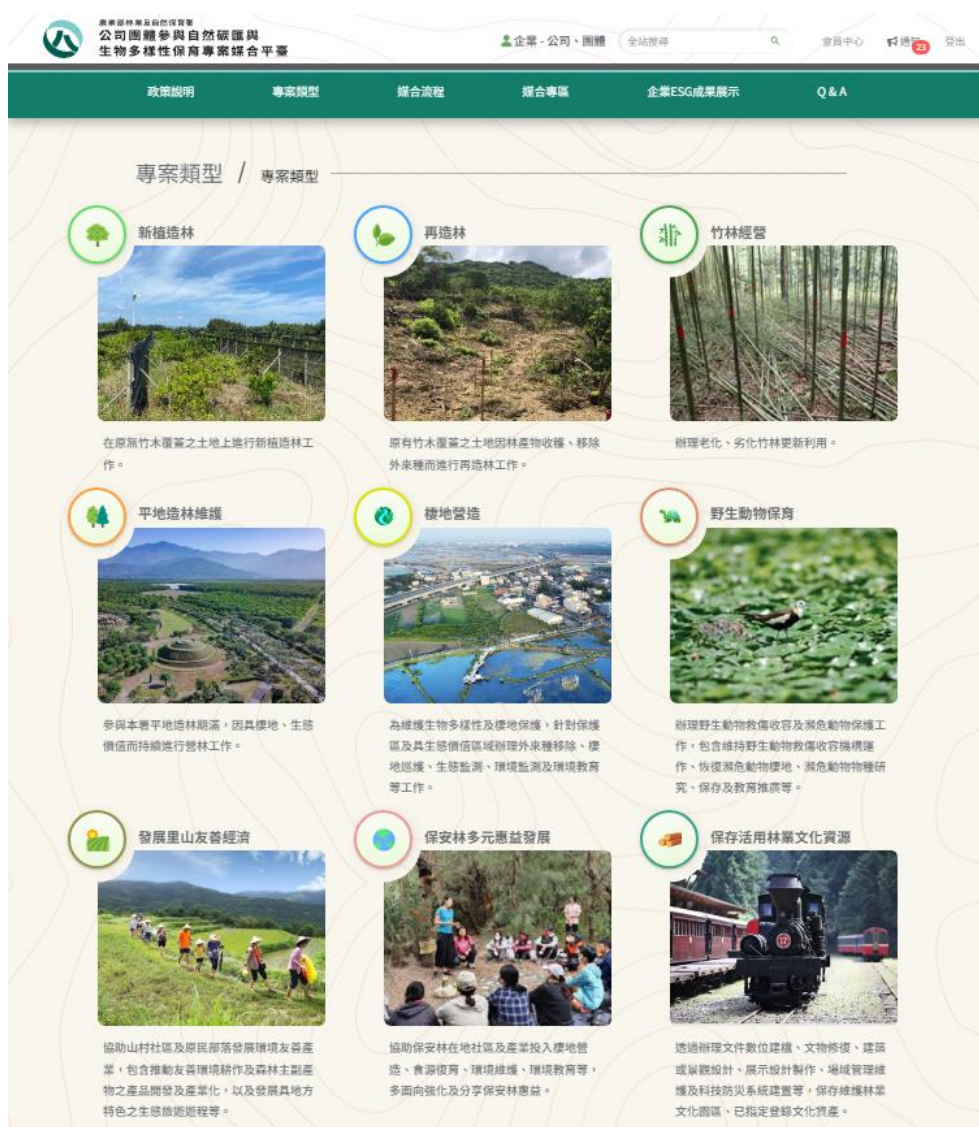 農業部林業及自然保育署
公司團體參與自然碳匯與
生物多樣性保育專案媒合平臺
企業 - 公司、團體
全站搜尋
會員中心
通知
23
登出
政策說明
專案類型
媒合流程
媒合專區
企業ESG成果展示
Q & A
專案類型 / 專案類型
新植造林
在原無竹木覆蓋之土地上進行新植造林工
作。
再造林
原有竹木覆蓋之土地因林產物收穫、移除
外來種而進行再造林工作。
竹林經營
辦理老化、劣化竹林更新利用。
平地造林維護
參與本署平地造林期滿，因具棲地、生態
價值而持續進行營林工作。
棲地營造
為維護生物多樣性及棲地保護，針對保護
區及具生態價值區域辦理外來種移除、棲
地巡護、生態監測、環境監測及環境教育
等工作。
野生動物保育
辦理野生動物救傷收容及瀕危動物保護工
作，包含維持野生動物救傷收容機構運
作、恢復瀕危動物棲地、瀕危動物物種研
究、保存及教育推廣等。
發展里山友善經濟
協助山村社區及原民部落發展環境友善產
業，包含推動友善環境耕作及森林主副產
物之產品開發及產業化，以及發展具地方
特色之生態旅遊遊程等。
保安林多元惠益發展
協助保安林在地社區及產業投入棲地營
造、食源復育、環境維護、環境教育等，
多面向強化及分享保安林惠益。
保存活用林業文化資源
17
透過辦理文件數位建檔、文物修復、建築
或景觀設計、展示設計製作、場域管理維
護及科技防災系統建置等，保存維護林業
文化園區、已指定登錄文化資產。